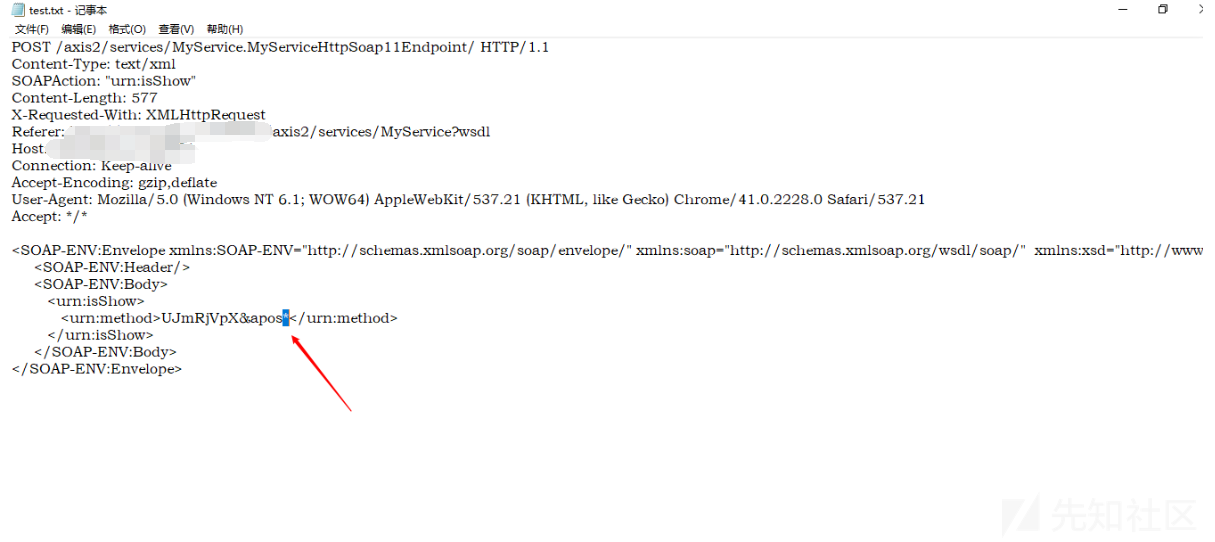 test.txt - 记事本
文件(F) 编辑(E) 格式(O) 查看(V) 帮助(H)
POST /axis2/services/MyService.MyServiceHttpSoap11Endpoint/ HTTP/1.1
Content-Type: text/xml
SOAPAction: "urn:isShow"
Content-Length: 577
X-Requested-With: XMLHttpRequest
Referer: axis2/services/MyService?wsdl
Host:
Connection: Keep-alive
Accept-Encoding: gzip,deflate
User-Agent: Mozilla/5.0 (Windows NT 6.1; WOW64) AppleWebKit/537.21 (KHTML, like Gecko) Chrome/41.0.2228.0 Safari/537.21
Accept: */*
<SOAP-ENV:Envelope xmlns:SOAP-ENV="http://schemas.xmlsoap.org/soap/envelope/" xmlns:soap="http://schemas.xmlsoap.org/wsdl/soap/" xmlns:xsd="http://www
<SOAP-ENV:Header/>
<SOAP-ENV:Body>
<urn:isShow>
<urn:method>UJmRjVpX&apos*</urn:method>
</urn:isShow>
</SOAP-ENV:Body>
</SOAP-ENV:Envelope>
先知社区